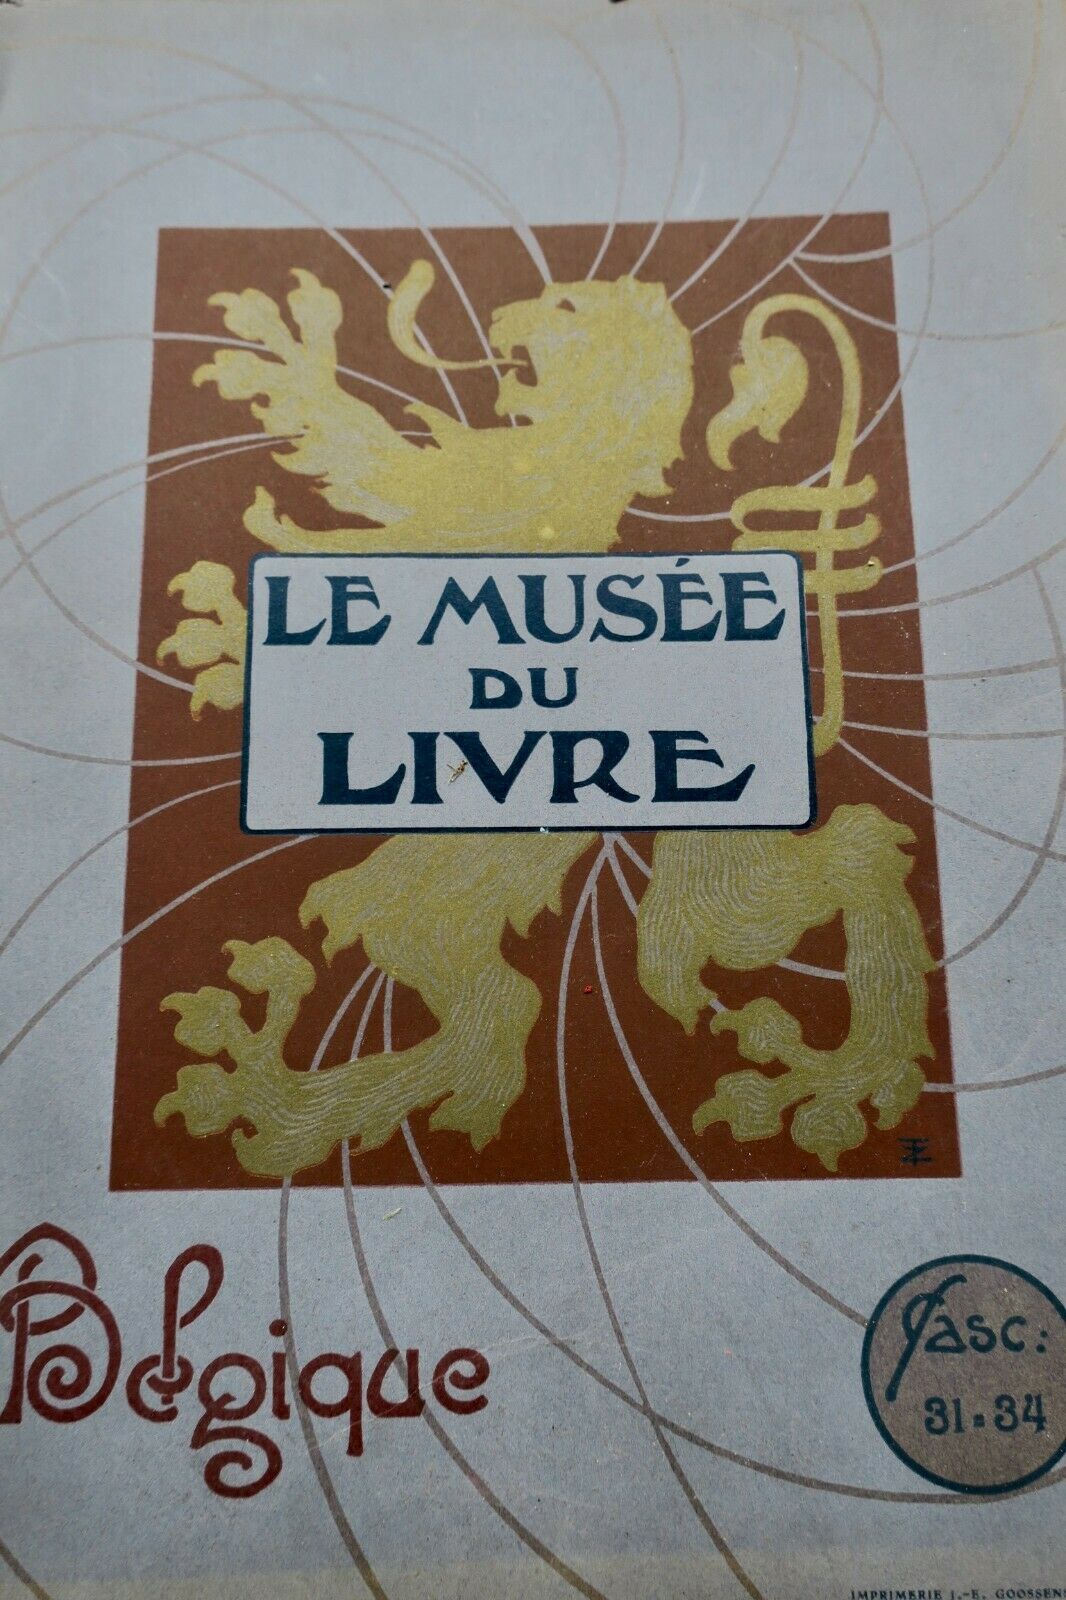 LE MUSÉE
DU
LIVRE
Belgique
Fasc:
31=34
IMPRIMERIE J.-E. GOOSSENS